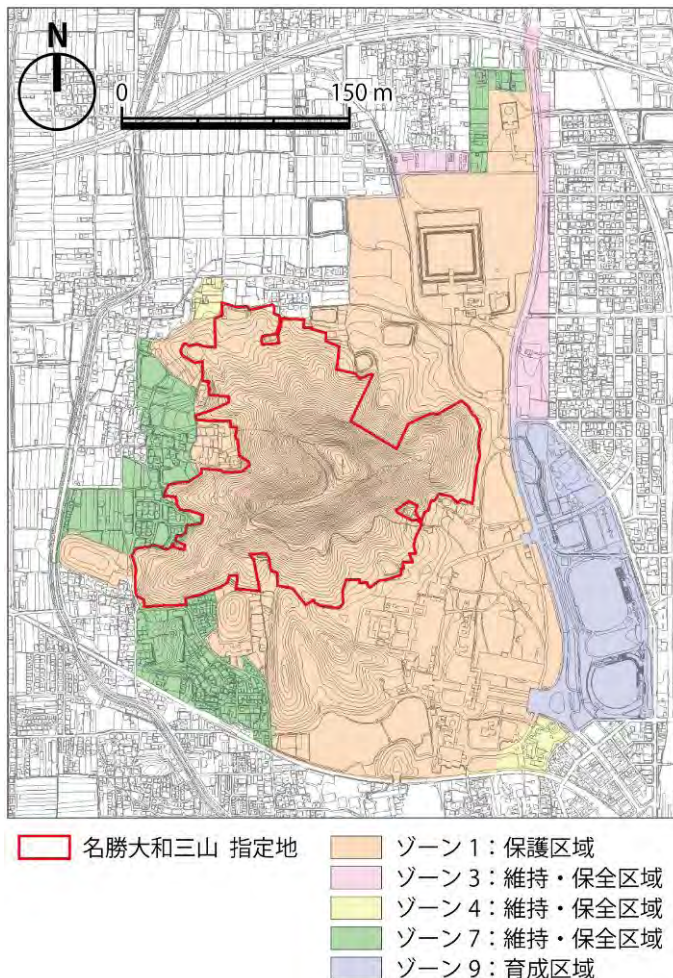 N
0 150 m
名勝大和三山 指定地
ゾーン 1：保護区域
ゾーン 3：維持・保全区域
ゾーン 4：維持・保全区域
ゾーン 7：維持・保全区域
ゾーン 9：育成区域